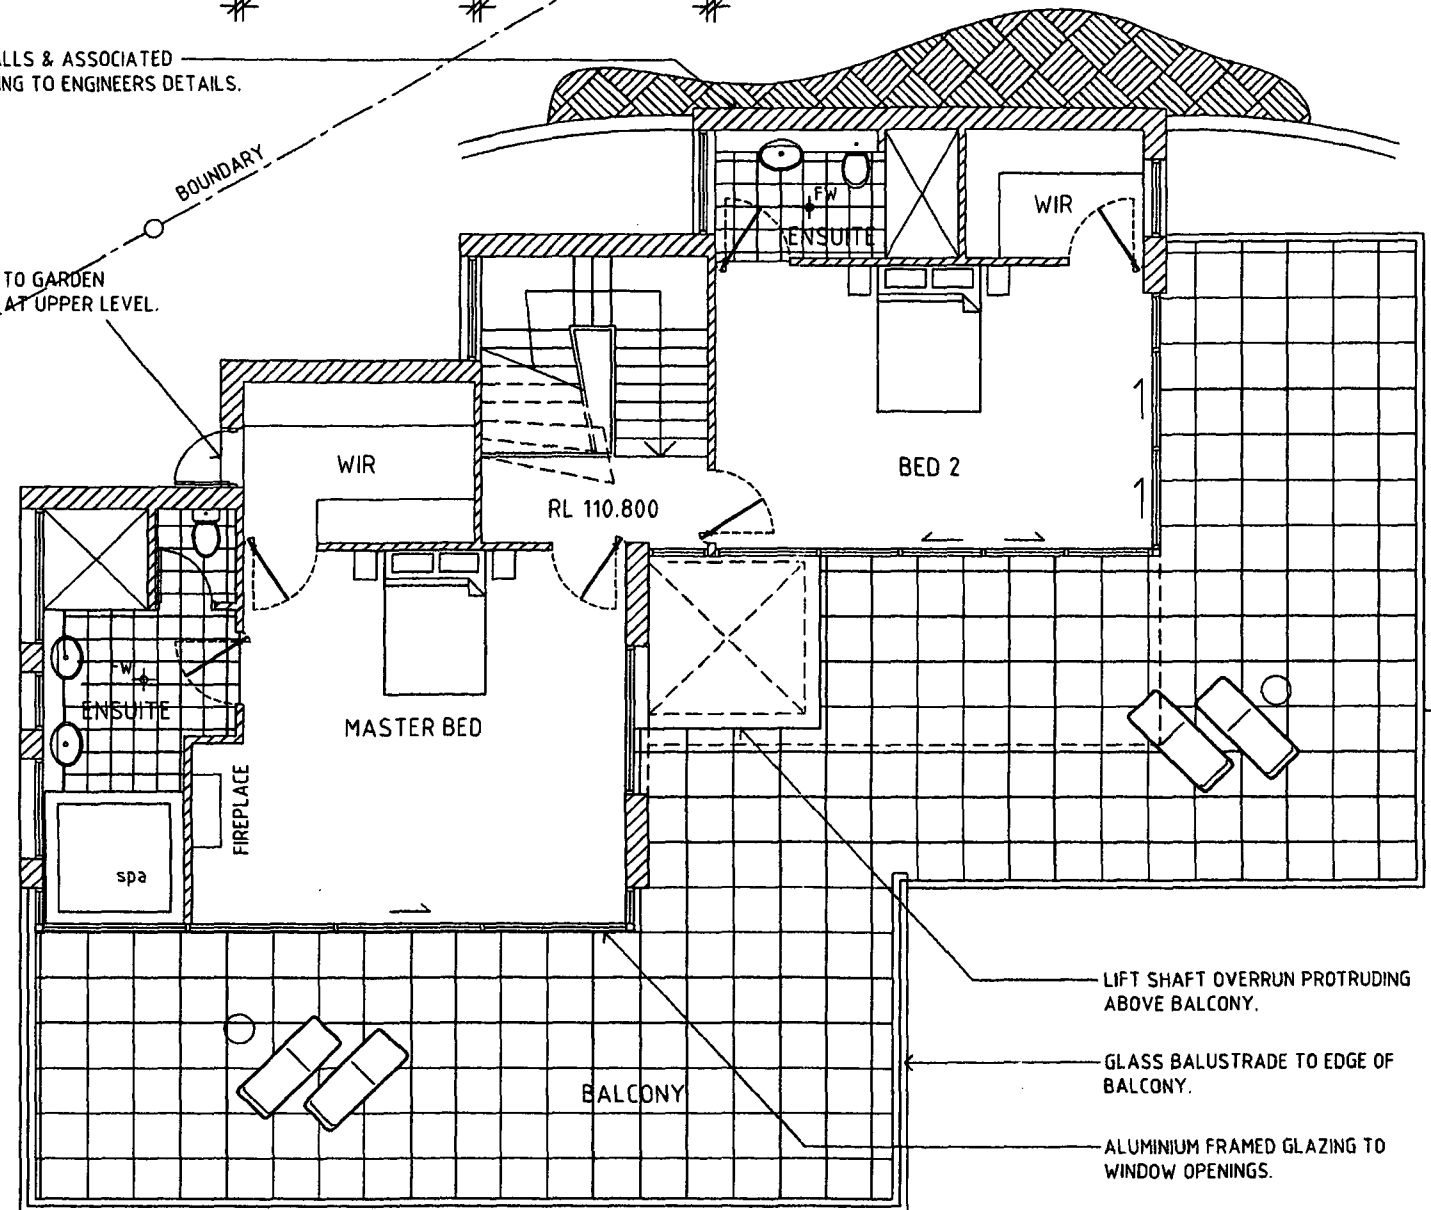 ALLS & ASSOCIATED
ING TO ENGINEERS DETAILS.
BOUNDARY
TO GARDEN
AT UPPER LEVEL.
FW
ENSUITE
WIR
WIR
BED 2
RL 110.800
FW
ENSUITE
MASTER BED
FIREPLACE
spa
BALCONY
LIFT SHAFT OVERRUN PROTRUDING
ABOVE BALCONY.
GLASS BALUSTRADE TO EDGE OF
BALCONY.
ALUMINIUM FRAMED GLAZING TO
WINDOW OPENINGS.